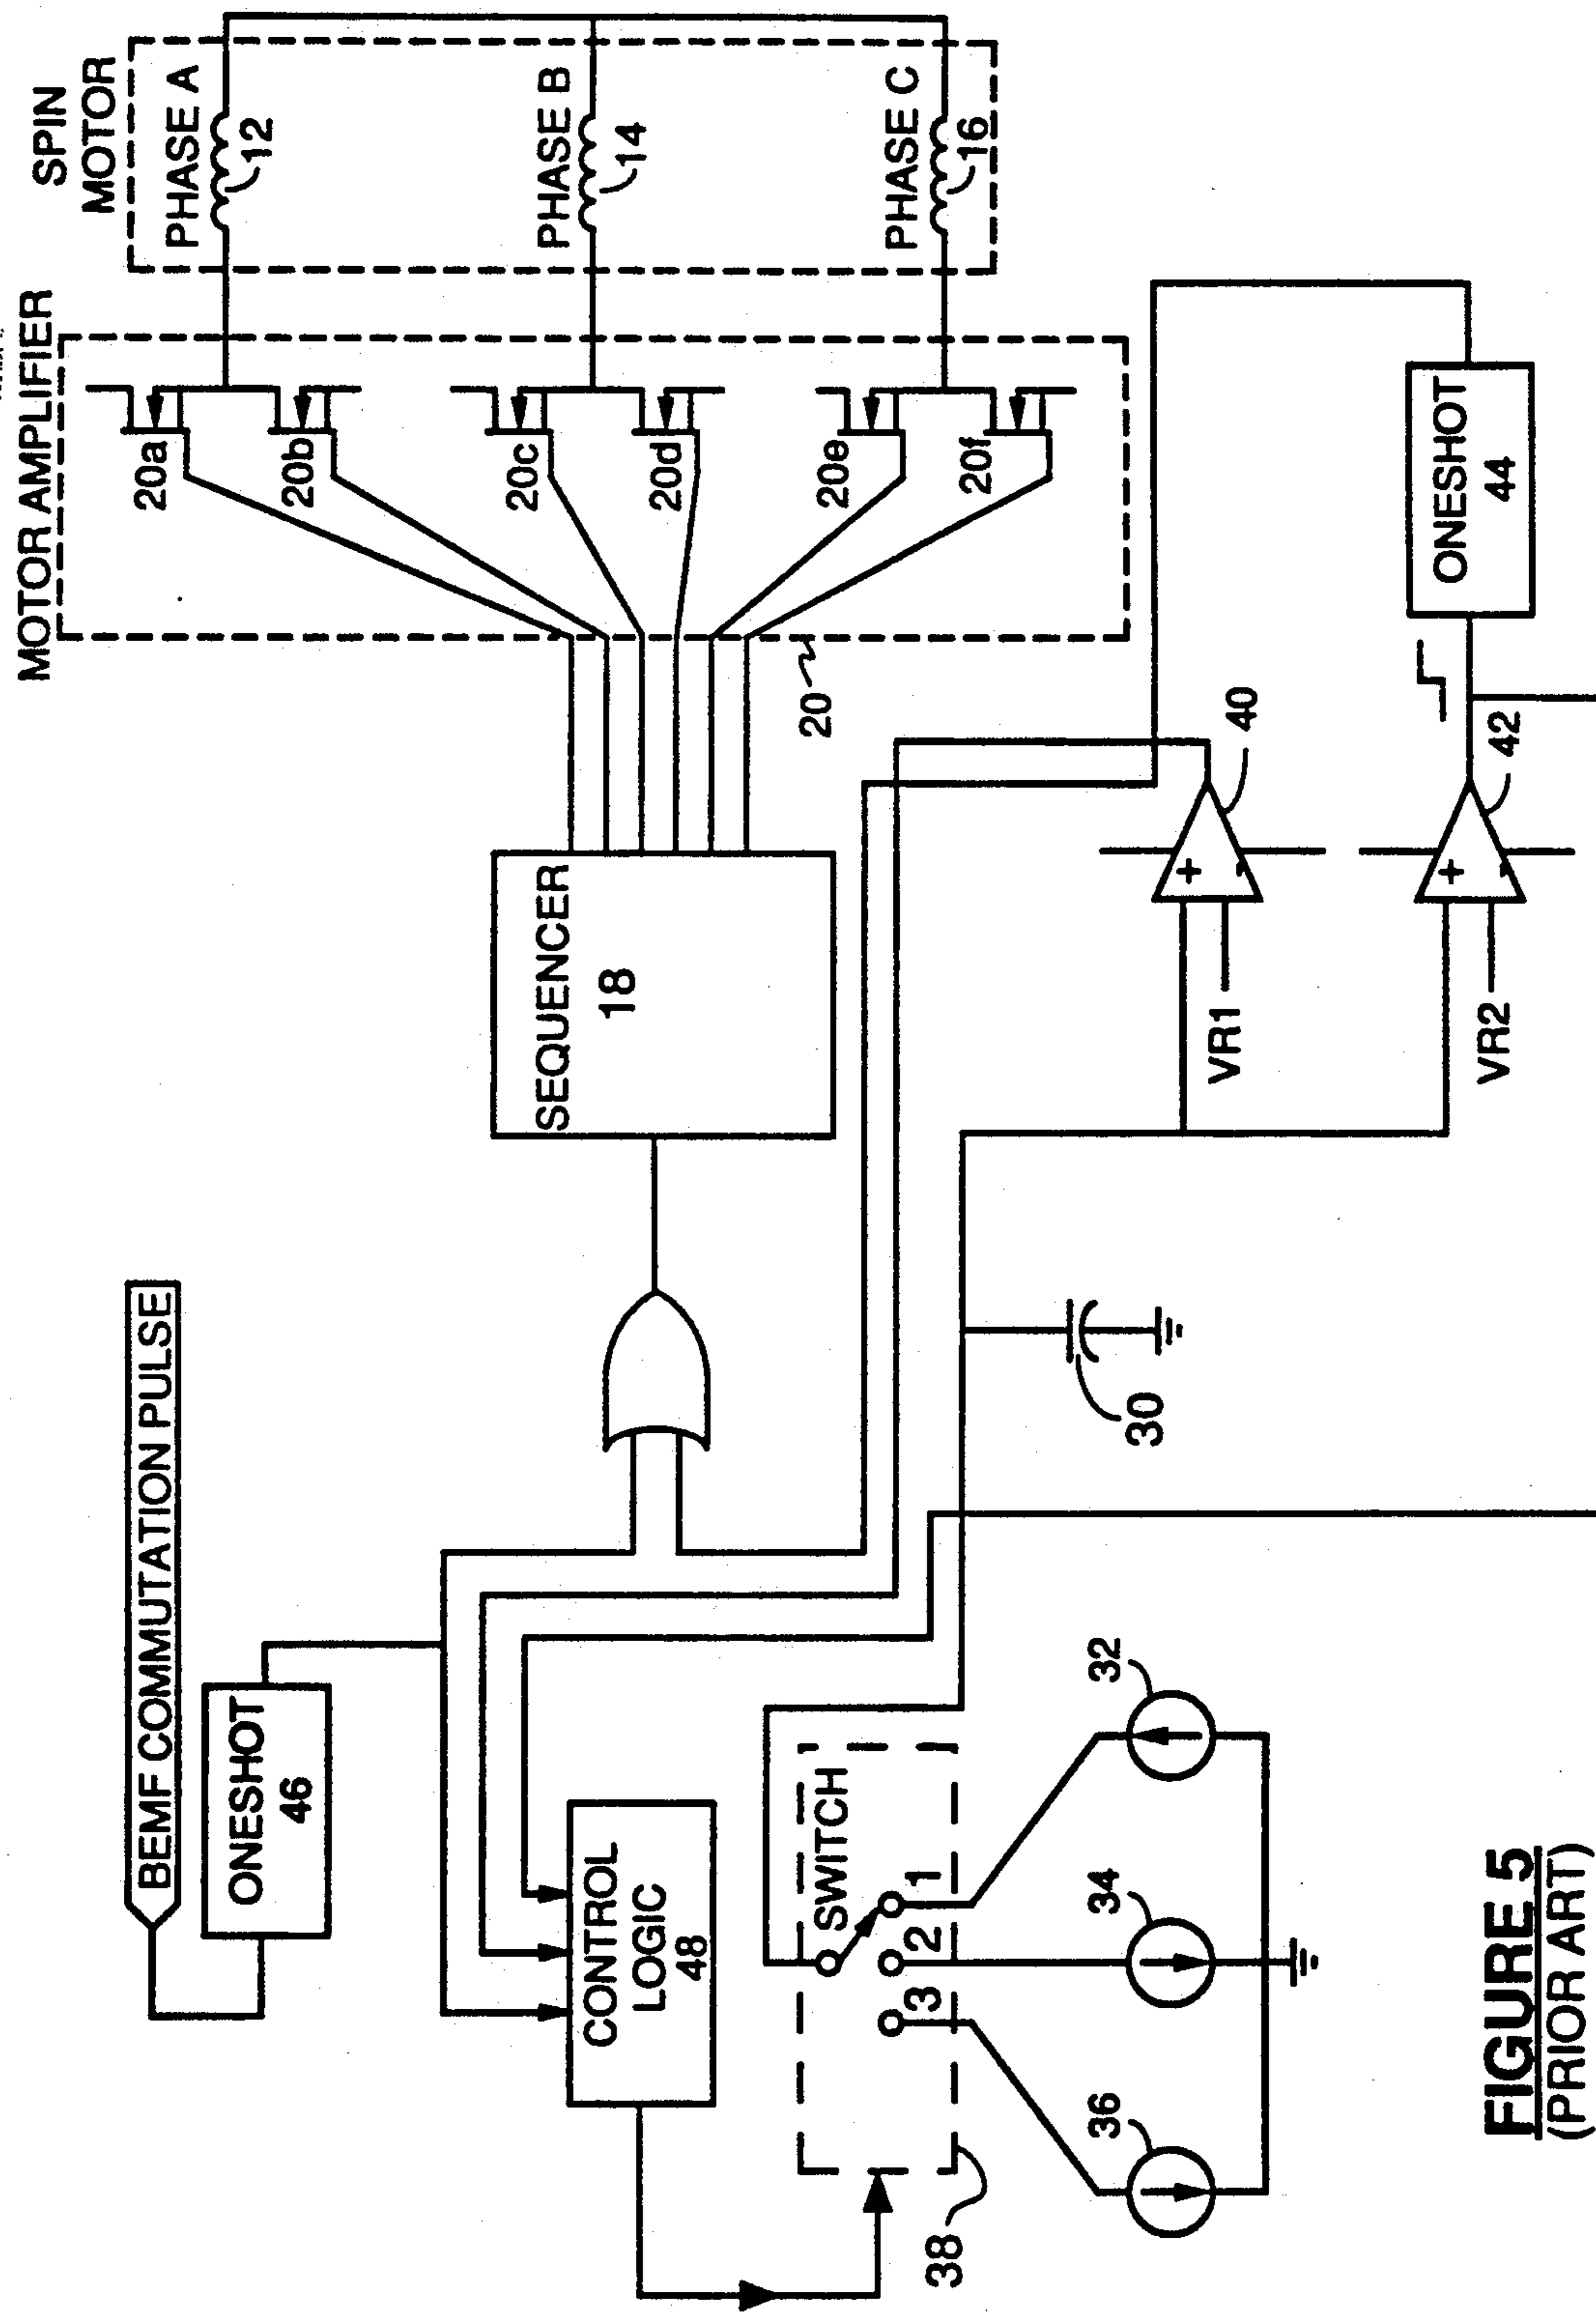 SPIN
MOTOR
MOTOR AMPLIFIER
PHASE A
12
PHASE B
14
PHASE C
16
20a
20b
20c
20d
20e
20f
20
SEQUENCER
18
BEMF COMMUTATION PULSE
ONESHOT
46
CONTROL
LOGIC
48
SWITCH
1
2
3
38
32
34
36
30
+
-
VR1
40
+
-
VR2
42
ONESHOT
44
FIGURE 5
(PRIOR ART)